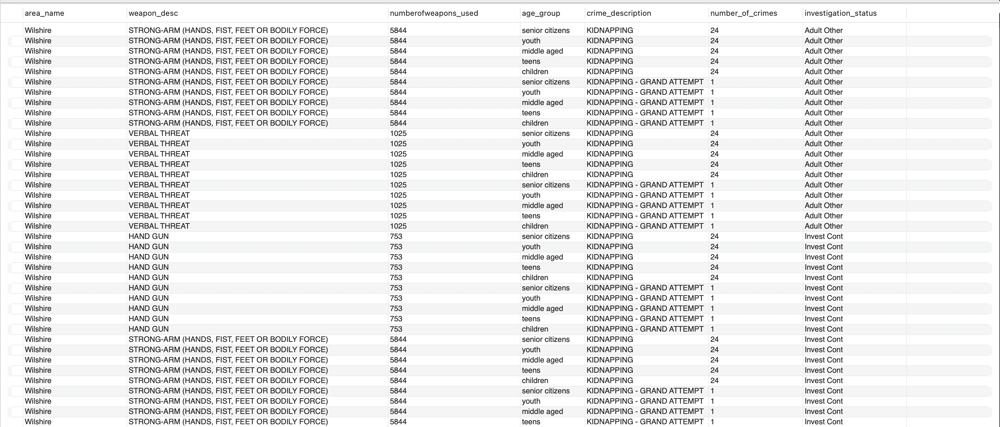 area_name weapon_desc numberofweapons_used age_group crime_description number_of_crimes investigation_status
Wilshire STRONG-ARM (HANDS, FIST, FEET OR BODILY FORCE) 5844 senior citizens KIDNAPPING 24 Adult Other
Wilshire STRONG-ARM (HANDS, FIST, FEET OR BODILY FORCE) 5844 youth KIDNAPPING 24 Adult Other
Wilshire STRONG-ARM (HANDS, FIST, FEET OR BODILY FORCE) 5844 middle aged KIDNAPPING 24 Adult Other
Wilshire STRONG-ARM (HANDS, FIST, FEET OR BODILY FORCE) 5844 teens KIDNAPPING 24 Adult Other
Wilshire STRONG-ARM (HANDS, FIST, FEET OR BODILY FORCE) 5844 children KIDNAPPING 24 Adult Other
Wilshire STRONG-ARM (HANDS, FIST, FEET OR BODILY FORCE) 5844 senior citizens KIDNAPPING - GRAND ATTEMPT 1 Adult Other
Wilshire STRONG-ARM (HANDS, FIST, FEET OR BODILY FORCE) 5844 youth KIDNAPPING - GRAND ATTEMPT 1 Adult Other
Wilshire STRONG-ARM (HANDS, FIST, FEET OR BODILY FORCE) 5844 middle aged KIDNAPPING - GRAND ATTEMPT 1 Adult Other
Wilshire STRONG-ARM (HANDS, FIST, FEET OR BODILY FORCE) 5844 teens KIDNAPPING - GRAND ATTEMPT 1 Adult Other
Wilshire STRONG-ARM (HANDS, FIST, FEET OR BODILY FORCE) 5844 children KIDNAPPING - GRAND ATTEMPT 1 Adult Other
Wilshire VERBAL THREAT 1025 senior citizens KIDNAPPING 24 Adult Other
Wilshire VERBAL THREAT 1025 youth KIDNAPPING 24 Adult Other
Wilshire VERBAL THREAT 1025 middle aged KIDNAPPING 24 Adult Other
Wilshire VERBAL THREAT 1025 teens KIDNAPPING 24 Adult Other
Wilshire VERBAL THREAT 1025 children KIDNAPPING 24 Adult Other
Wilshire VERBAL THREAT 1025 senior citizens KIDNAPPING - GRAND ATTEMPT 1 Adult Other
Wilshire VERBAL THREAT 1025 youth KIDNAPPING - GRAND ATTEMPT 1 Adult Other
Wilshire VERBAL THREAT 1025 middle aged KIDNAPPING - GRAND ATTEMPT 1 Adult Other
Wilshire VERBAL THREAT 1025 teens KIDNAPPING - GRAND ATTEMPT 1 Adult Other
Wilshire VERBAL THREAT 1025 children KIDNAPPING - GRAND ATTEMPT 1 Adult Other
Wilshire HAND GUN 753 senior citizens KIDNAPPING 24 Invest Cont
Wilshire HAND GUN 753 youth KIDNAPPING 24 Invest Cont
Wilshire HAND GUN 753 middle aged KIDNAPPING 24 Invest Cont
Wilshire HAND GUN 753 teens KIDNAPPING 24 Invest Cont
Wilshire HAND GUN 753 children KIDNAPPING 24 Invest Cont
Wilshire HAND GUN 753 senior citizens KIDNAPPING - GRAND ATTEMPT 1 Invest Cont
Wilshire HAND GUN 753 youth KIDNAPPING - GRAND ATTEMPT 1 Invest Cont
Wilshire HAND GUN 753 middle aged KIDNAPPING - GRAND ATTEMPT 1 Invest Cont
Wilshire HAND GUN 753 teens KIDNAPPING - GRAND ATTEMPT 1 Invest Cont
Wilshire HAND GUN 753 children KIDNAPPING - GRAND ATTEMPT 1 Invest Cont
Wilshire STRONG-ARM (HANDS, FIST, FEET OR BODILY FORCE) 5844 senior citizens KIDNAPPING 24 Invest Cont
Wilshire STRONG-ARM (HANDS, FIST, FEET OR BODILY FORCE) 5844 youth KIDNAPPING 24 Invest Cont
Wilshire STRONG-ARM (HANDS, FIST, FEET OR BODILY FORCE) 5844 middle aged KIDNAPPING 24 Invest Cont
Wilshire STRONG-ARM (HANDS, FIST, FEET OR BODILY FORCE) 5844 teens KIDNAPPING 24 Invest Cont
Wilshire STRONG-ARM (HANDS, FIST, FEET OR BODILY FORCE) 5844 children KIDNAPPING 24 Invest Cont
Wilshire STRONG-ARM (HANDS, FIST, FEET OR BODILY FORCE) 5844 senior citizens KIDNAPPING - GRAND ATTEMPT 1 Invest Cont
Wilshire STRONG-ARM (HANDS, FIST, FEET OR BODILY FORCE) 5844 youth KIDNAPPING - GRAND ATTEMPT 1 Invest Cont
Wilshire STRONG-ARM (HANDS, FIST, FEET OR BODILY FORCE) 5844 middle aged KIDNAPPING - GRAND ATTEMPT 1 Invest Cont
Wilshire STRONG-ARM (HANDS, FIST, FEET OR BODILY FORCE) 5844 teens KIDNAPPING - GRAND ATTEMPT 1 Invest Cont